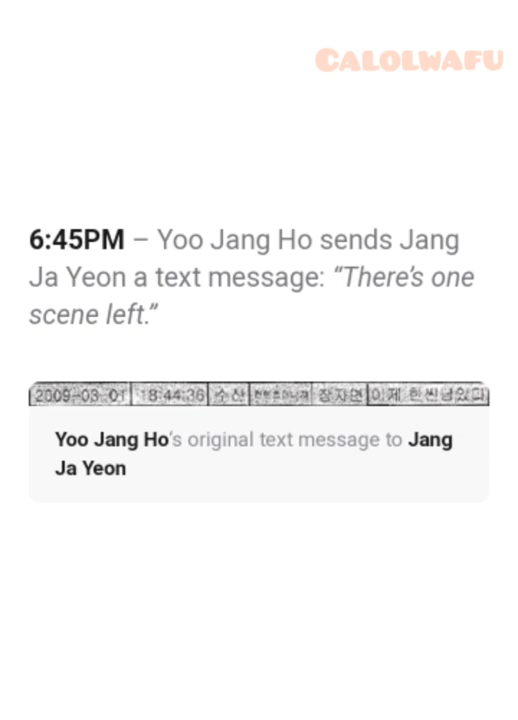 CALOLWAFU
6:45PM – Yoo Jang Ho sends Jang
Ja Yeon a text message: “There’s one
scene left.”
2009-03-01 18:44:36 수신 장자연 이제 한씬남았다
Yoo Jang Ho’s original text message to Jang
Ja Yeon